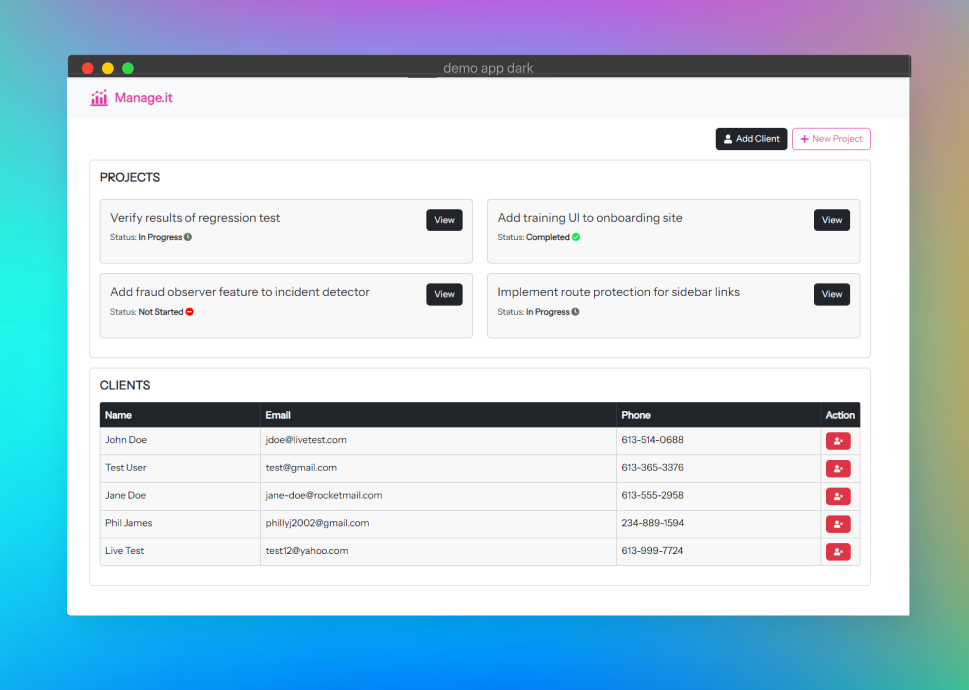 demo app dark
Manage.it
Add Client + New Project
PROJECTS
Verify results of regression test View
Status: In Progress
Add training UI to onboarding site View
Status: Completed
Add fraud observer feature to incident detector View
Status: Not Started
Implement route protection for sidebar links View
Status: In Progress
CLIENTS
Name Email Phone Action
John Doe jdoe@livetest.com 613-514-0688
Test User test@gmail.com 613-365-3376
Jane Doe jane-doe@rocketmail.com 613-555-2958
Phil James phillyj2002@gmail.com 234-889-1594
Live Test test12@yahoo.com 613-999-7724